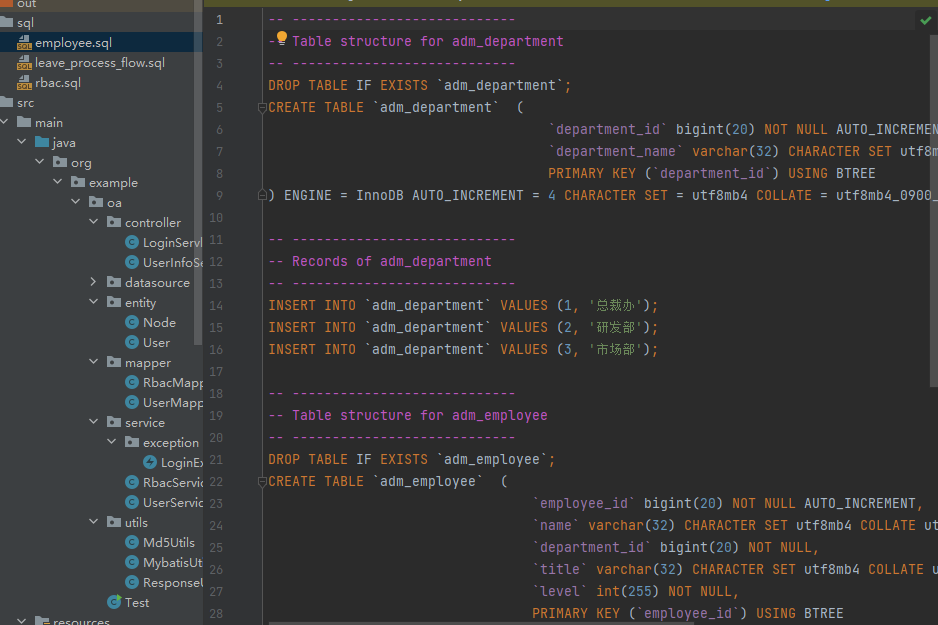 out
sql
employee.sql
leave_process_flow.sql
rbac.sql
src
main
java
org
example
oa
controller
LoginServl
UserInfoSe
datasource
entity
Node
User
mapper
RbacMapp
UserMapp
service
exception
LoginEx
RbacServic
UserServic
utils
Md5Utils
MybatisUt
ResponseU
Test
resources
1 -- ----------------------------
2 - Table structure for adm_department
3 -- ----------------------------
4 DROP TABLE IF EXISTS `adm_department`;
5 CREATE TABLE `adm_department`  (
6 `department_id` bigint(20) NOT NULL AUTO_INCREMEN
7 `department_name` varchar(32) CHARACTER SET utf8m
8 PRIMARY KEY (`department_id`) USING BTREE
9 ) ENGINE = InnoDB AUTO_INCREMENT = 4 CHARACTER SET = utf8mb4 COLLATE = utf8mb4_0900_
10
11 -- ----------------------------
12 -- Records of adm_department
13 -- ----------------------------
14 INSERT INTO `adm_department` VALUES (1, '总裁办');
15 INSERT INTO `adm_department` VALUES (2, '研发部');
16 INSERT INTO `adm_department` VALUES (3, '市场部');
17
18 -- ----------------------------
19 -- Table structure for adm_employee
20 -- ----------------------------
21 DROP TABLE IF EXISTS `adm_employee`;
22 CREATE TABLE `adm_employee`  (
23 `employee_id` bigint(20) NOT NULL AUTO_INCREMENT,
24 `name` varchar(32) CHARACTER SET utf8mb4 COLLATE ut
25 `department_id` bigint(20) NOT NULL,
26 `title` varchar(32) CHARACTER SET utf8mb4 COLLATE u
27 `level` int(255) NOT NULL,
28 PRIMARY KEY (`employee_id`) USING BTREE